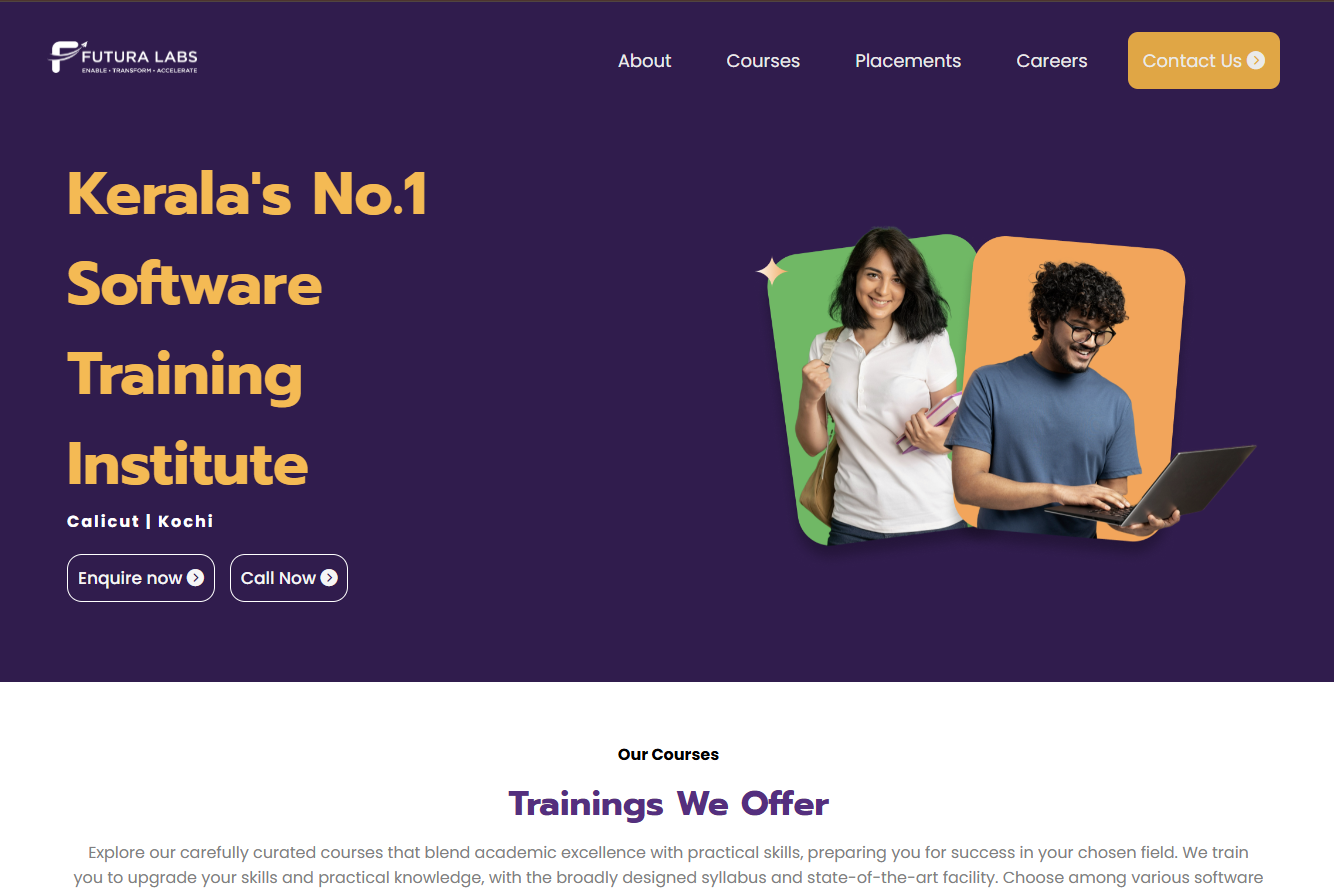 FUTURA LABS
ENABLE • TRANSFORM • ACCELERATE
About
Courses
Placements
Careers
Contact Us
Kerala's No.1
Software
Training
Institute
Calicut | Kochi
Enquire now
Call Now
Our Courses
Trainings We Offer
Explore our carefully curated courses that blend academic excellence with practical skills, preparing you for success in your chosen field. We train
you to upgrade your skills and practical knowledge, with the broadly designed syllabus and state-of-the-art facility. Choose among various software